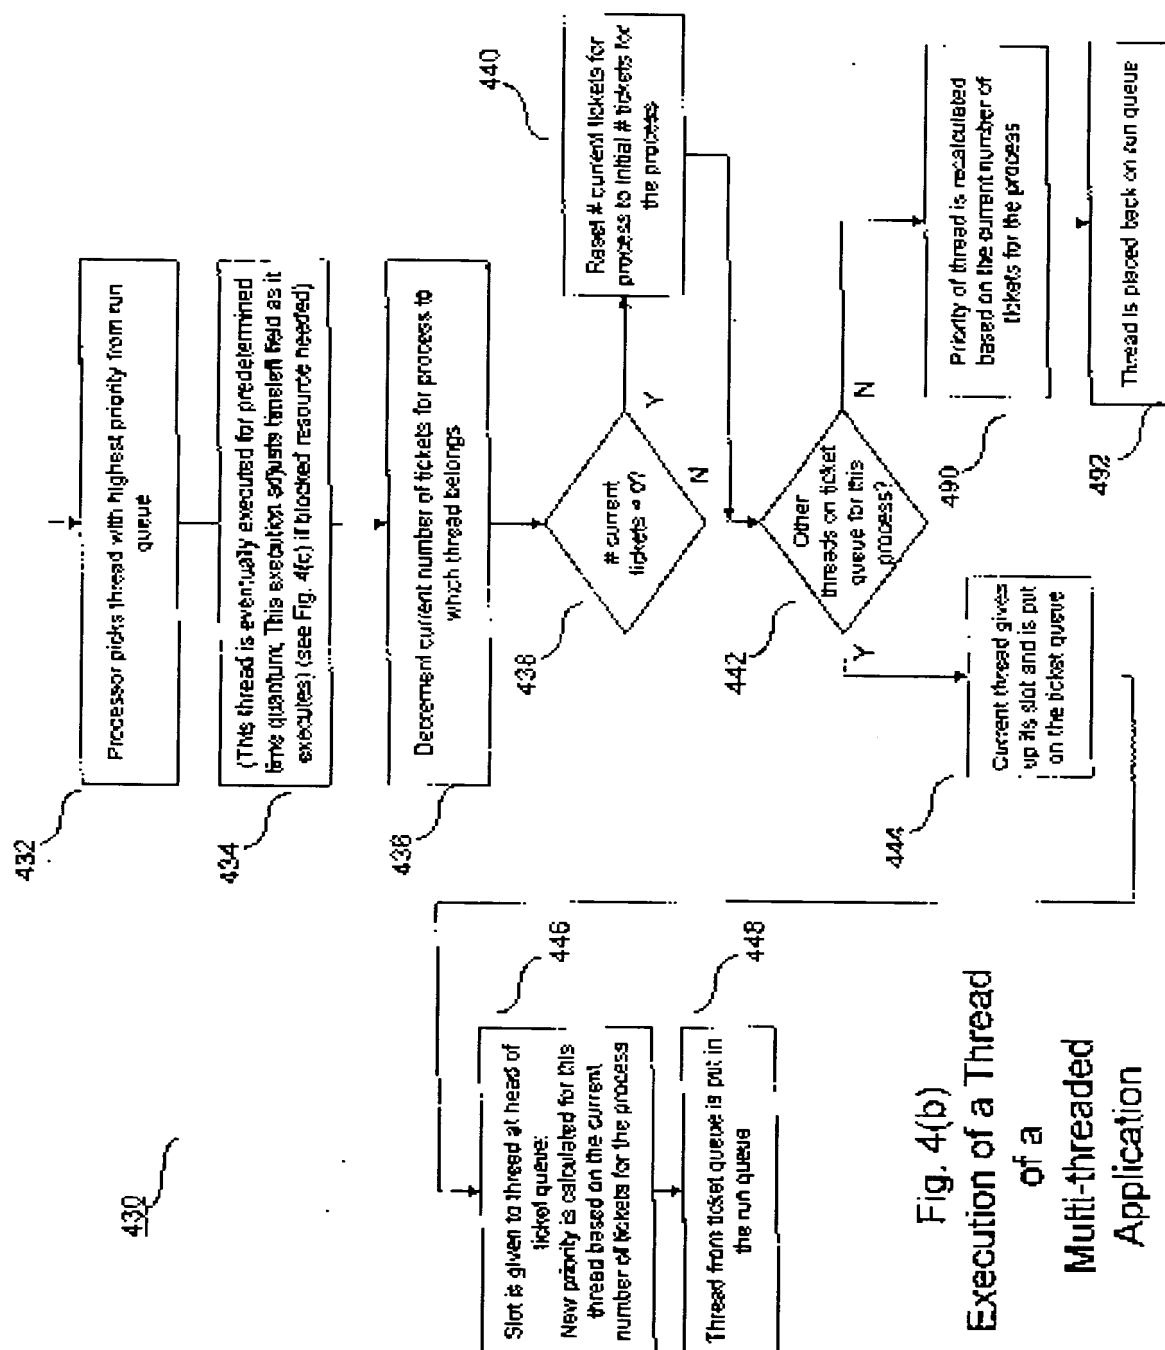 430
432
Processor picks thread with highest priority from run
queue
434
(This thread is eventually executed for predetermined
time quantum. This execution adjusts timeleft field as it
executes) (see Fig. 4(c) if blocked resource needed)
436
Decrement current number of tickets for process to
which thread belongs
438
# current
tickets = 0?
Y
N
440
Reset # current tickets for
process to initial # tickets for
the process
442
Other
threads on ticket
queue for this
process?
Y
N
444
Current thread gives
up its slot and is put
on the ticket queue
446
Slot is given to thread at head of
ticket queue:
New priority is calculated for this
thread based on the current
number of tickets for the process
448
Thread from ticket queue is put in
the run queue
490
Priority of thread is recalculated
based on the current number of
tickets for the process
492
Thread is placed back on run queue
Fig. 4(b)
Execution of a Thread
of a
Multi-threaded
Application